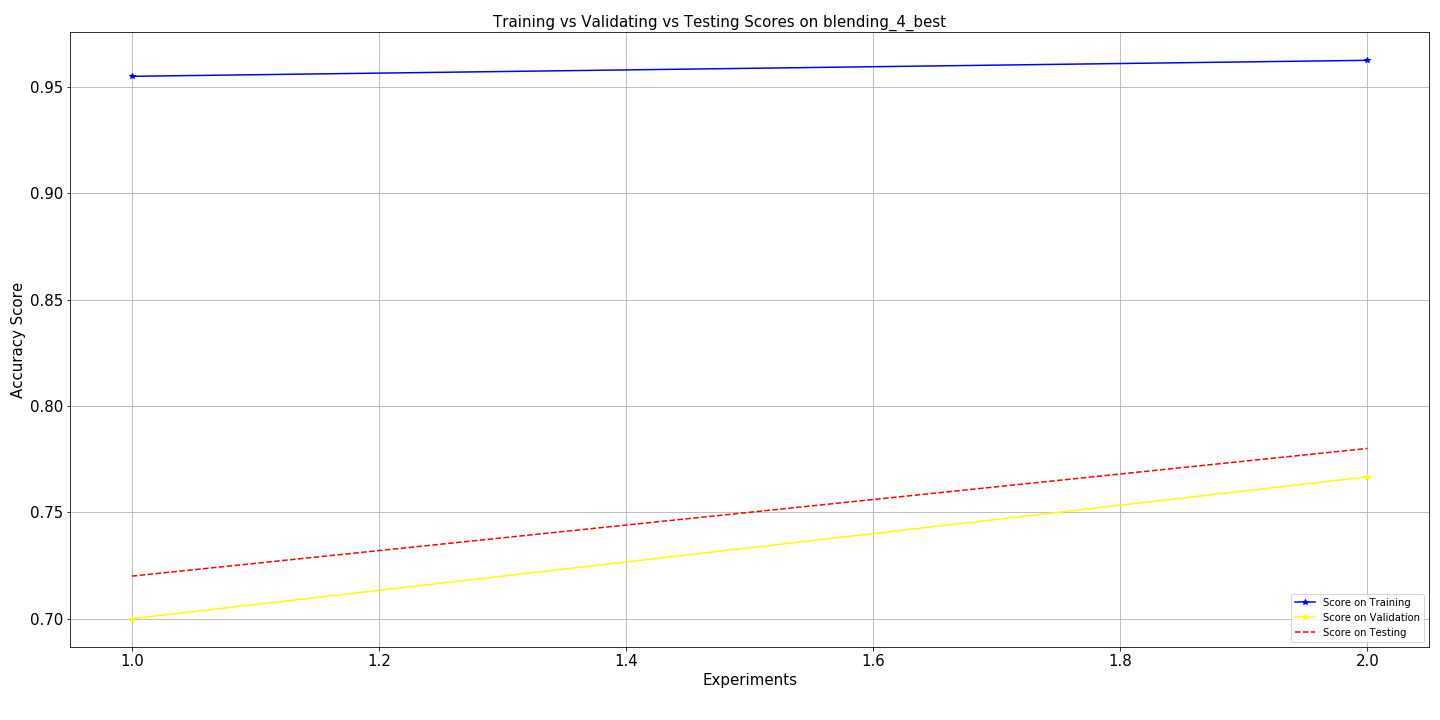 Training vs Validating vs Testing Scores on blending_4_best
Accuracy Score
0.95
0.90
0.85
0.80
0.75
0.70
Score on Training
Score on Validation
Score on Testing
1.0 1.2 1.4 1.6 1.8 2.0
Experiments